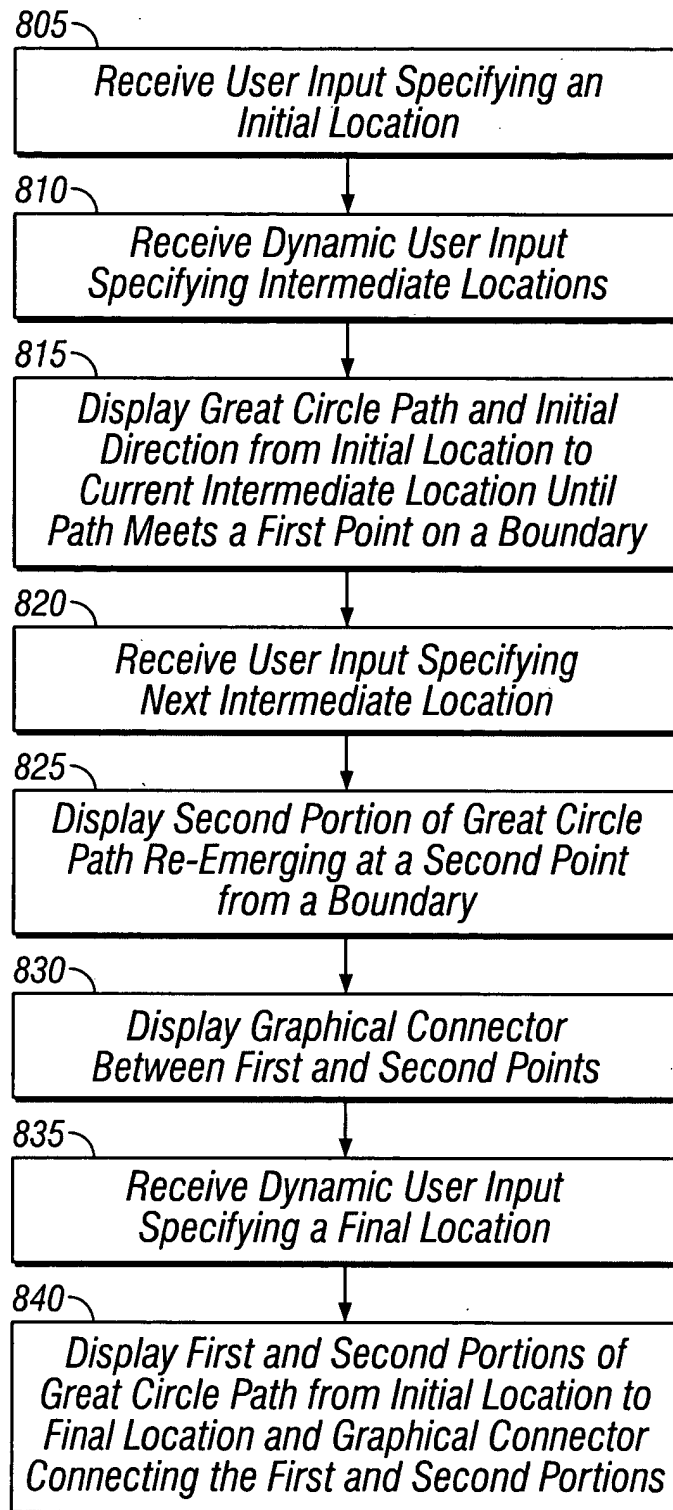 805
Receive User Input Specifying an
Initial Location
810
Receive Dynamic User Input
Specifying Intermediate Locations
815
Display Great Circle Path and Initial
Direction from Initial Location to
Current Intermediate Location Until
Path Meets a First Point on a Boundary
820
Receive User Input Specifying
Next Intermediate Location
825
Display Second Portion of Great Circle
Path Re-Emerging at a Second Point
from a Boundary
830
Display Graphical Connector
Between First and Second Points
835
Receive Dynamic User Input
Specifying a Final Location
840
Display First and Second Portions of
Great Circle Path from Initial Location to
Final Location and Graphical Connector
Connecting the First and Second Portions